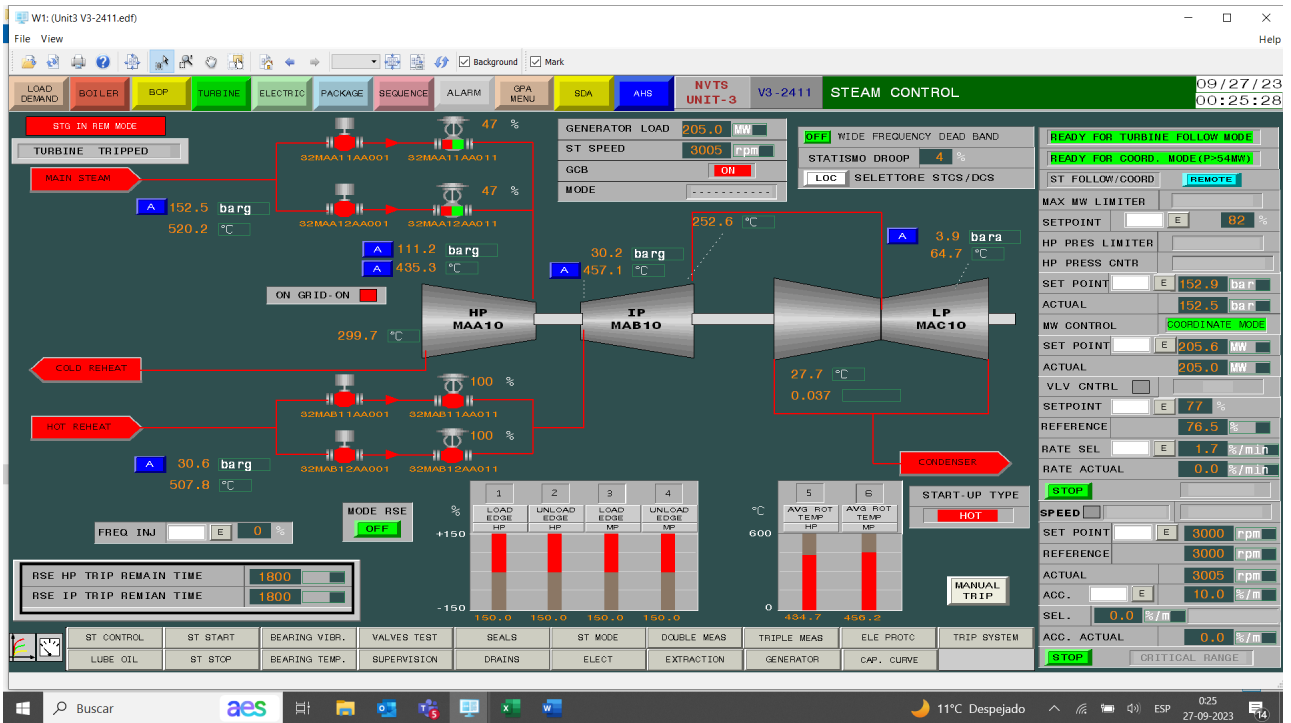 W1: (Unit3 V3-2411.edf)
File View Help
Background Mark
LOAD DEMAND BOILER BOP TURBINE ELECTRIC PACKAGE SEQUENCE ALARM GPA MENU SDA AHS NVTS UNIT-3 V3-2411 STEAM CONTROL 09/27/23 00:25:28
STG IN REM MODE
TURBINE TRIPPED
MAIN STEAM
A 152.5 barg
520.2 °C
47 %
32MAA11AA001 32MAA11AA011
47 %
32MAA12AA001 32MAA12AA011
A 111.2 barg
A 435.3 °C
GENERATOR LOAD 205.0 MW
ST SPEED 3005 rpm
GCB ON
MODE -----------
OFF WIDE FREQUENCY DEAD BAND
STATISMO DROOP 4 %
LOC SELETTORE STCS/DCS
252.6 °C
30.2 barg
A 457.1 °C
A 3.9 bara
64.7 °C
ON GRID-ON
299.7 °C
HP MAA10
IP MAB10
LP MAC10
COLD REHEAT
HOT REHEAT
A 30.6 barg
507.8 °C
100 %
32MAB11AA001 32MAB11AA011
100 %
32MAB12AA001 32MAB12AA011
27.7 °C
0.037
CONDENSER
FREQ INJ E 0 %
MODE RSE
OFF
RSE HP TRIP REMAIN TIME 1800
RSE IP TRIP REMIAN TIME 1800
1 2 3 4
% LOAD EDGE HP UNLOAD EDGE HP LOAD EDGE MP UNLOAD EDGE MP
+150
-150
150.0 150.0 150.0 150.0
5 6
°C AVG ROT TEMP HP AVG ROT TEMP MP
600
0
434.7 456.2
START-UP TYPE
HOT
MANUAL TRIP
READY FOR TURBINE FOLLOW MODE
READY FOR COORD. MODE(P>54MW)
ST FOLLOW/COORD REMOTE
MAX MW LIMITER
SETPOINT E 82 %
HP PRES LIMITER
HP PRESS CNTR
SET POINT E 152.9 bar
ACTUAL 152.5 bar
MW CONTROL COORDINATE MODE
SET POINT E 205.6 MW
ACTUAL 205.0 MW
VLV CNTRL
SETPOINT E 77 %
REFERENCE 76.5 %
RATE SEL E 1.7 %/min
RATE ACTUAL 0.0 %/min
STOP
SPEED
SET POINT E 3000 rpm
REFERENCE 3000 rpm
ACTUAL 3005 rpm
ACC. E 10.0 %/m
SEL. 0.0 %/m
ACC. ACTUAL 0.0 %/m
STOP CRITICAL RANGE
ST CONTROL ST START BEARING VIBR. VALVES TEST SEALS ST MODE DOUBLE MEAS TRIPLE MEAS ELE PROTC TRIP SYSTEM
LUBE OIL ST STOP BEARING TEMP. SUPERVISION DRAINS ELECT EXTRACTION GENERATOR CAP. CURVE
Buscar aes 11°C Despejado ESP 0:25
27-09-2023 14